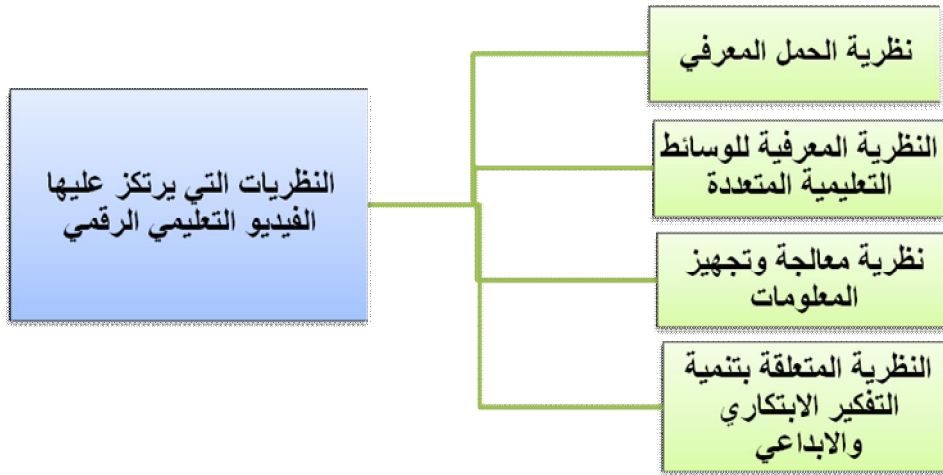 النظريات التي يرتكز عليها
الفيديو التعليمي الرقمي
نظرية الحمل المعرفي
النظرية المعرفية للوسائط
التعليمية المتعددة
نظرية معالجة وتجهيز
المعلومات
النظرية المتعلقة بتنمية
التفكير الابتكاري
والابداعي